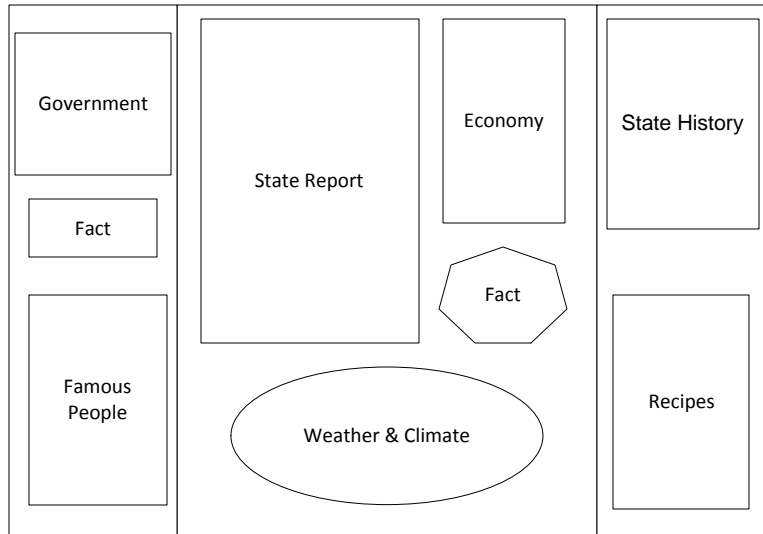 Government
Fact
Famous
People
State Report
Economy
Fact
Weather & Climate
State History
Recipes